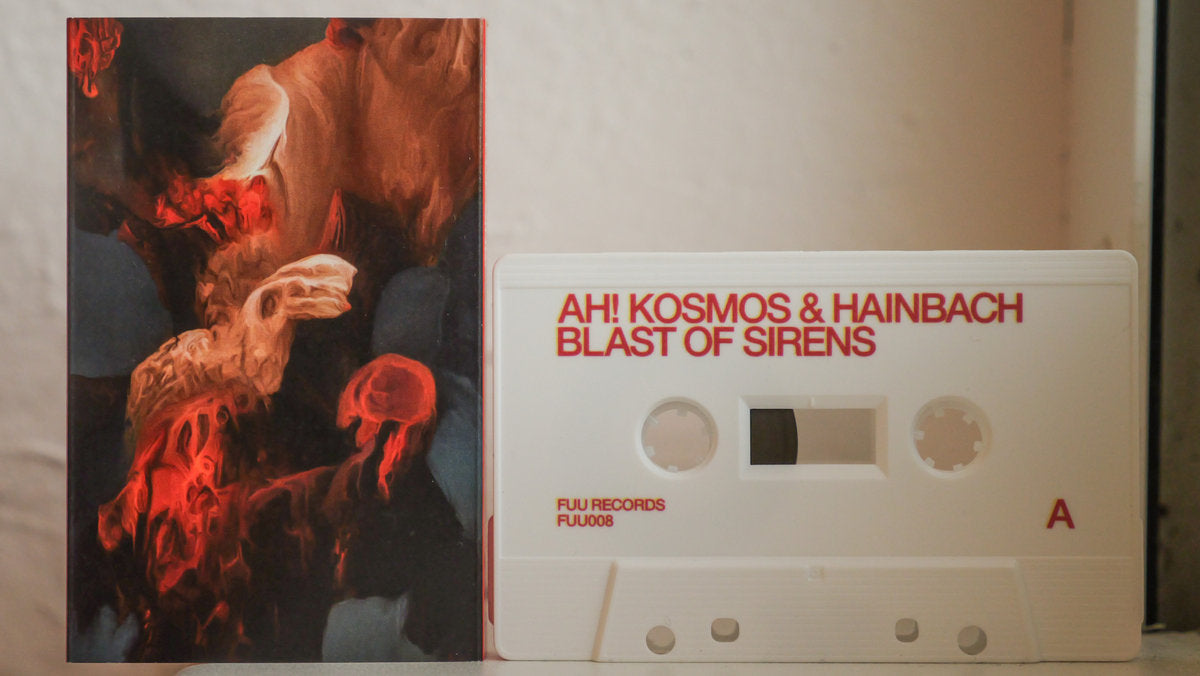 AH! KOSMOS & HAINBACH
BLAST OF SIRENS
FUU RECORDS
FUU008
A